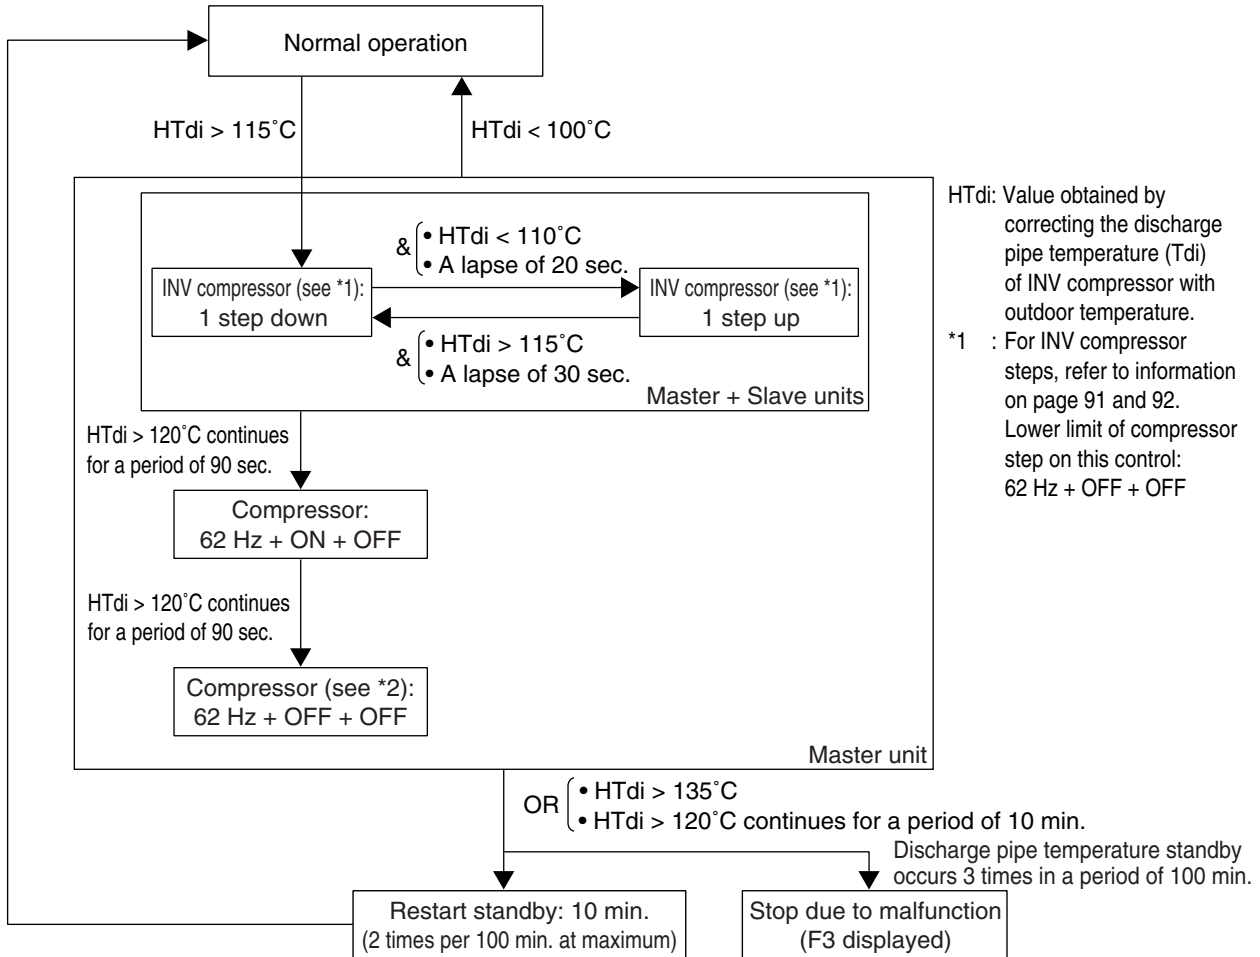 Normal operation
HTdi > 115˚C
HTdi < 100˚C
& • HTdi < 110˚C
• A lapse of 20 sec.
INV compressor (see *1):
1 step down
INV compressor (see *1):
1 step up
& • HTdi > 115˚C
• A lapse of 30 sec.
Master + Slave units
HTdi > 120˚C continues
for a period of 90 sec.
Compressor:
62 Hz + ON + OFF
HTdi > 120˚C continues
for a period of 90 sec.
Compressor (see *2):
62 Hz + OFF + OFF
Master unit
HTdi: Value obtained by
correcting the discharge
pipe temperature (Tdi)
of INV compressor with
outdoor temperature.
*1 : For INV compressor
steps, refer to information
on page 91 and 92.
Lower limit of compressor
step on this control:
62 Hz + OFF + OFF
OR • HTdi > 135˚C
• HTdi > 120˚C continues for a period of 10 min.
Discharge pipe temperature standby
occurs 3 times in a period of 100 min.
Restart standby: 10 min.
(2 times per 100 min. at maximum)
Stop due to malfunction
(F3 displayed)